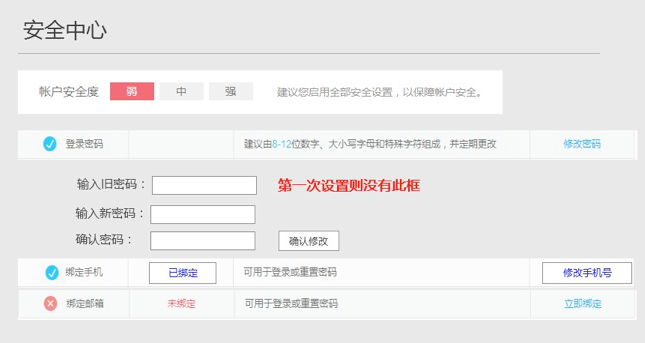 安全中心
帐户安全度 弱 中 强 建议您启用全部安全设置，以保障帐户安全。
登录密码 建议由6-12位数字、大小写字母和特殊字符组成，并定期更改 修改密码
输入旧密码： 第一次设置则没有此框
输入新密码：
确认密码： 确认修改
绑定手机 已绑定 可用于登录或重置密码 修改手机号
绑定邮箱 未绑定 可用于登录或重置密码 立即绑定